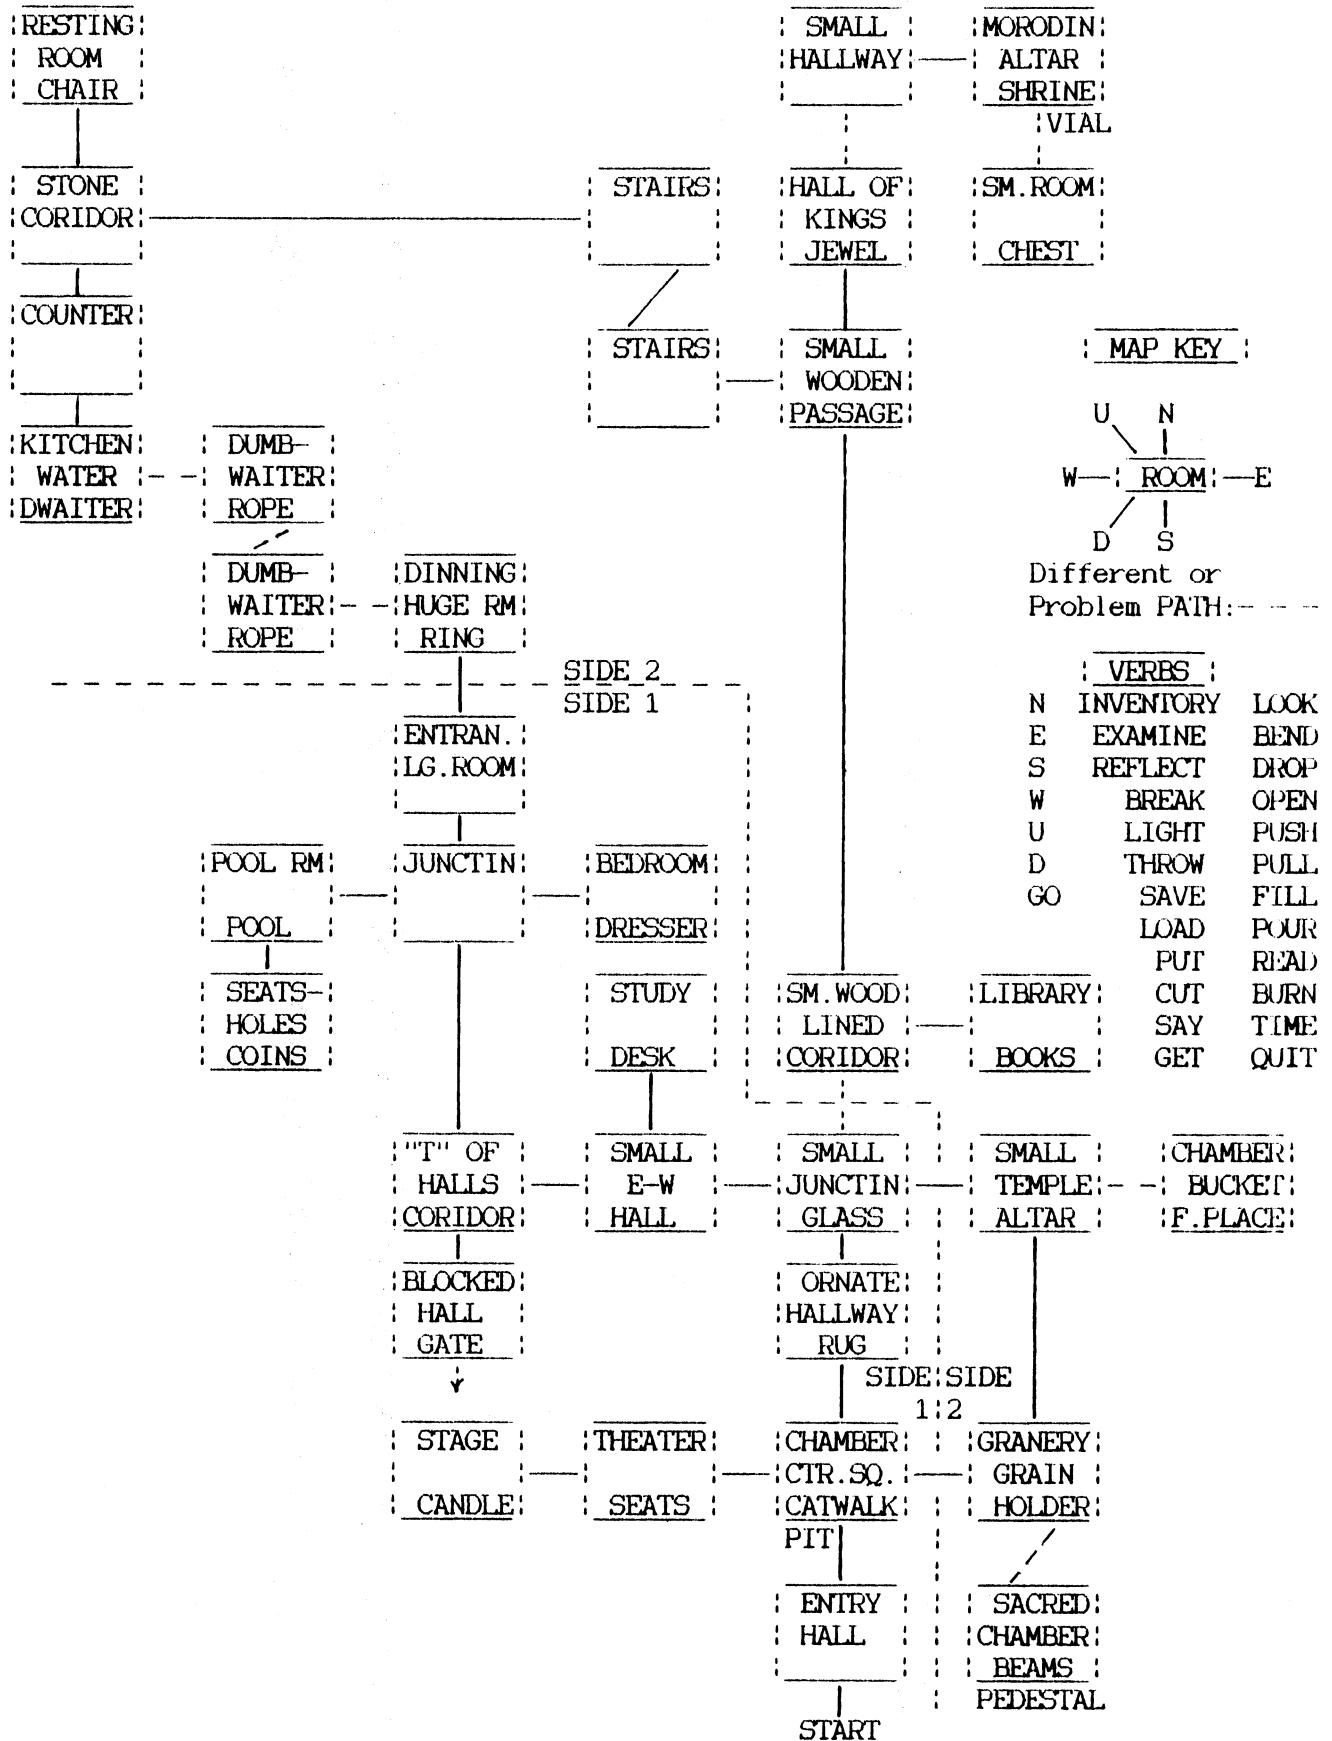 RESTING
ROOM
CHAIR
SMALL
HALLWAY
MORODIN
ALTAR
SHRINE
VIAL
STONE
CORIDOR
STAIRS
HALL OF
KINGS
JEWEL
SM.ROOM
CHEST
COUNTER
STAIRS
SMALL
WOODEN
PASSAGE
MAP KEY
U N
W ROOM E
D S
Different or
Problem PATH:
KITCHEN
WATER
DWAITER
DUMB-
WAITER
ROPE
DUMB-
WAITER
ROPE
DINNING
HUGE RM
RING
SIDE 2
SIDE 1
VERBS
N INVENTORY LOOK
E EXAMINE BEND
S REFLECT DROP
W BREAK OPEN
U LIGHT PUSH
D THROW PULL
GO SAVE FILL
LOAD POUR
PUT READ
CUT BURN
SAY TIME
GET QUIT
ENTRAN.
LG.ROOM
POOL RM
POOL
JUNCTIN
BEDROOM
DRESSER
SEATS-
HOLES
COINS
STUDY
DESK
SM.WOOD
LINED
CORIDOR
LIBRARY
BOOKS
"T" OF
HALLS
CORIDOR
SMALL
E-W
HALL
SMALL
JUNCTIN
GLASS
SMALL
TEMPLE
ALTAR
CHAMBER
BUCKET
F.PLACE
BLOCKED
HALL
GATE
ORNATE
HALLWAY
RUG
SIDE SIDE
1 2
STAGE
CANDLE
THEATER
SEATS
CHAMBER
CTR.SQ.
CATWALK
PIT
GRANERY
GRAIN
HOLDER
ENTRY
HALL
SACRED
CHAMBER
BEAMS
PEDESTAL
START